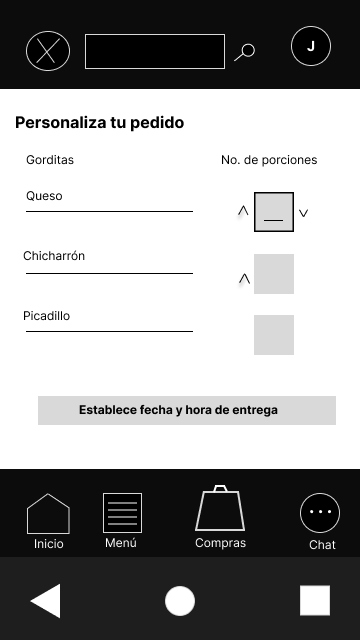 J
Personaliza tu pedido
Gorditas No. de porciones
Queso
Chicharrón
Picadillo
Establece fecha y hora de entrega
Inicio Menú Compras Chat